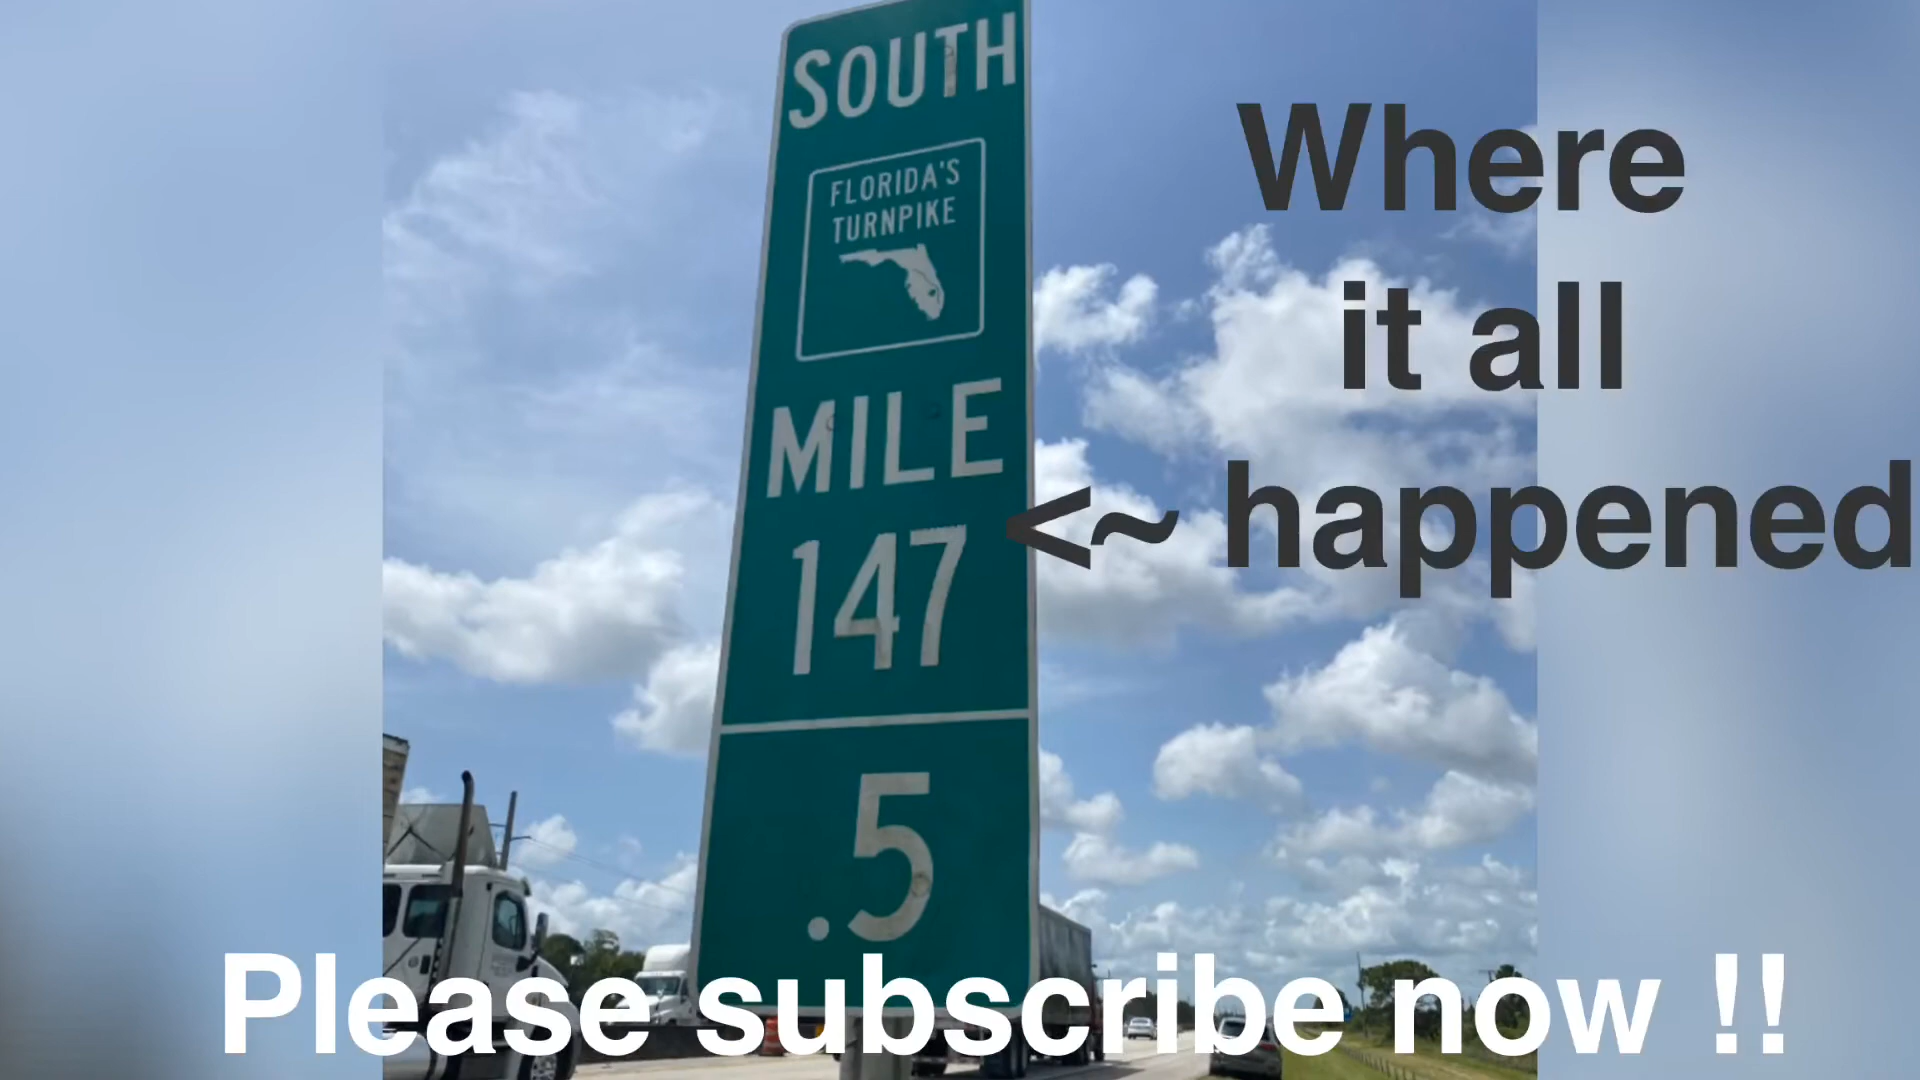 SOUTH
FLORIDA'S
TURNPIKE
MILE
147
.5
Where
it all
<~ happened
Please subscribe now !!